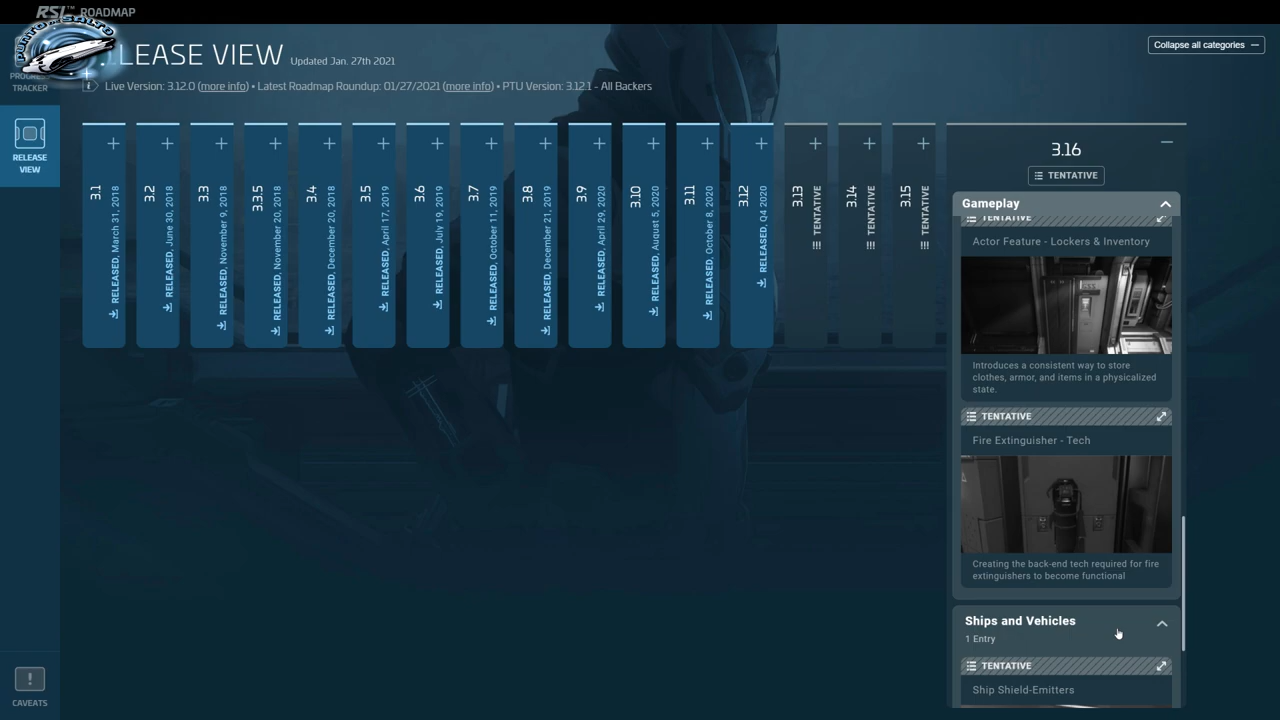 RSI™ ROADMAP
PUNTO DE SALTO
LEASE VIEW Updated Jan. 27th 2021
Collapse all categories
Live Version: 3.12.0 (more info) • Latest Roadmap Roundup: 01/27/2021 (more info) • PTU Version: 3.12.1 - All Backers
TRACKER
RELEASE
VIEW
CAVEATS
3.1
RELEASED, March 31, 2018
3.2
RELEASED, June 30, 2018
3.3
RELEASED, November 9, 2018
3.3.5
RELEASED, November 20, 2018
3.4
RELEASED, December 20, 2018
3.5
RELEASED, April 17, 2019
3.6
RELEASED, July 19, 2019
3.7
RELEASED, October 11, 2019
3.8
RELEASED, December 21, 2019
3.9
RELEASED, April 29, 2020
3.10
RELEASED, August 5, 2020
3.11
RELEASED, October 8, 2020
3.12
RELEASED, Q4 2020
3.13
TENTATIVE
3.14
TENTATIVE
3.15
TENTATIVE
3.16
TENTATIVE
Gameplay
TENTATIVE
Actor Feature - Lockers & Inventory
Introduces a consistent way to store
clothes, armor, and items in a physicalized
state.
TENTATIVE
Fire Extinguisher - Tech
Creating the back-end tech required for fire
extinguishers to become functional
Ships and Vehicles
1 Entry
TENTATIVE
Ship Shield-Emitters